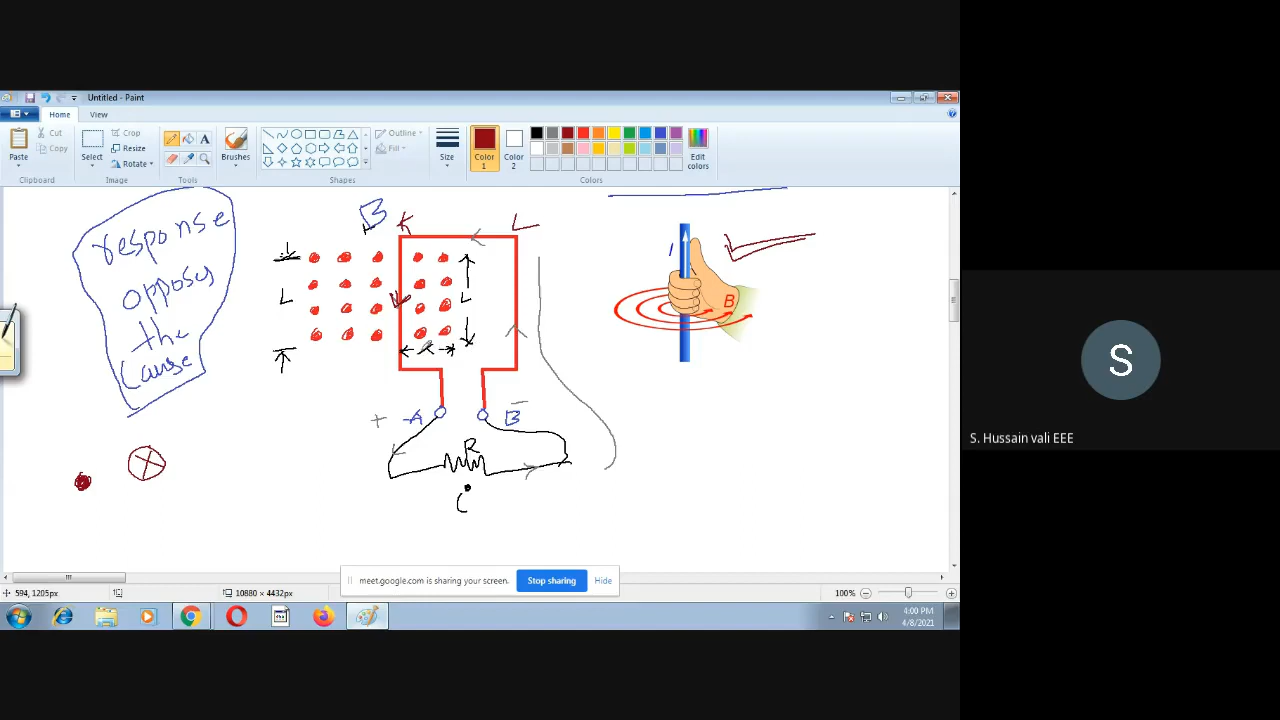 Untitled - Paint
Home
View
Paste
Cut
Copy
Clipboard
Select
Crop
Resize
Rotate
Image
A
Tools
Brushes
Shapes
Outline
Fill
Size
Color 1
Color 2
Edit colors
Colors
response
opposes
the
Cause
B
K
L
L
L
x
+
A
B
-
R
i
I
B
meet.google.com is sharing your screen.
Stop sharing
Hide
594, 1205px
10880 × 4432px
100%
4:00 PM
4/8/2021
S
S. Hussain vali EEE